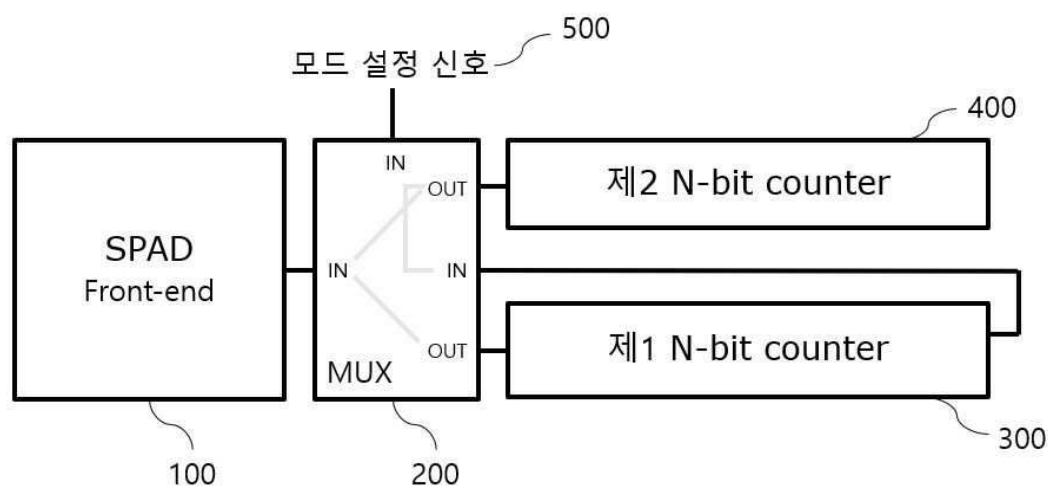 500
모드 설정 신호
400
IN
OUT
제2 N-bit counter
SPAD
Front-end
IN
IN
OUT
제1 N-bit counter
MUX
300
100
200